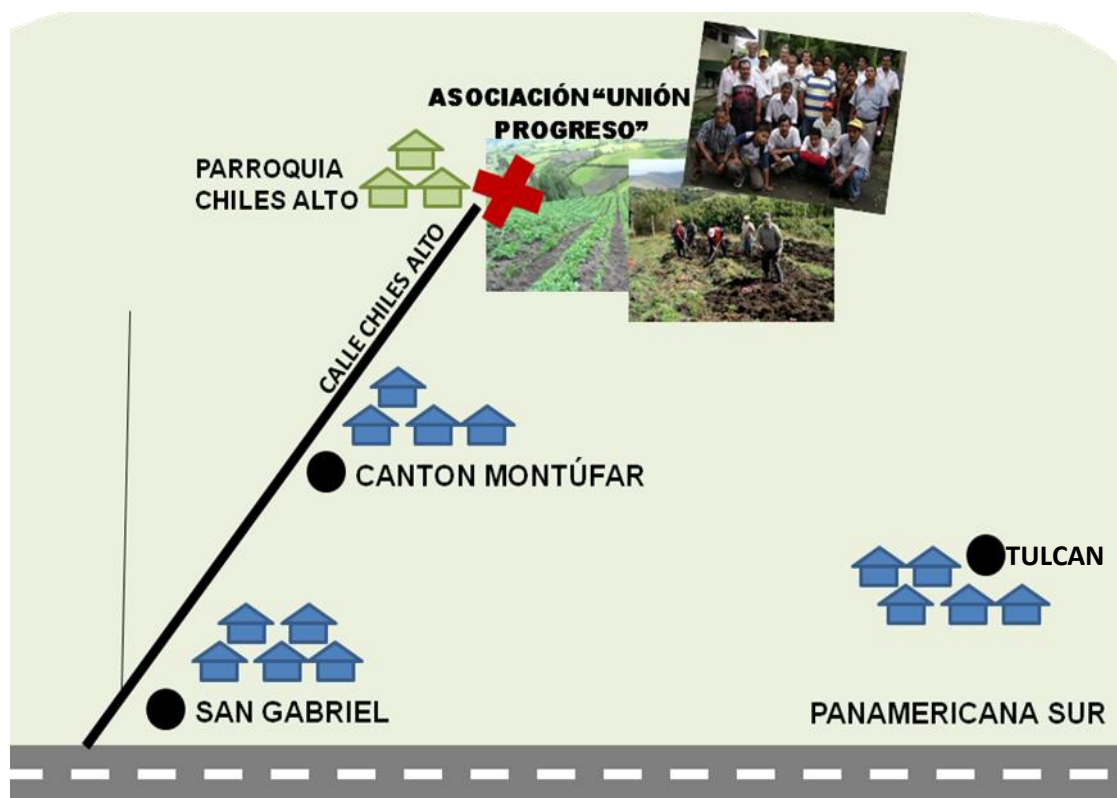 ASOCIACIÓN “UNIÓN
PROGRESO”
PARROQUIA
CHILES ALTO
CALLE CHILES ALTO
CANTON MONTÚFAR
TULCAN
SAN GABRIEL
PANAMERICANA SUR